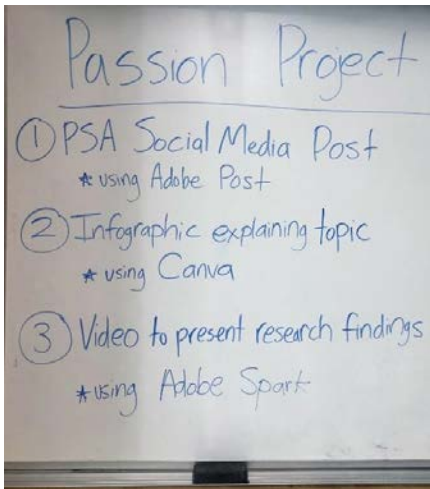 Passion Project
① PSA Social Media Post
* using Adobe Post
② Infographic explaining topic
* using Canva
③ Video to present research findings
* using Adobe Spark